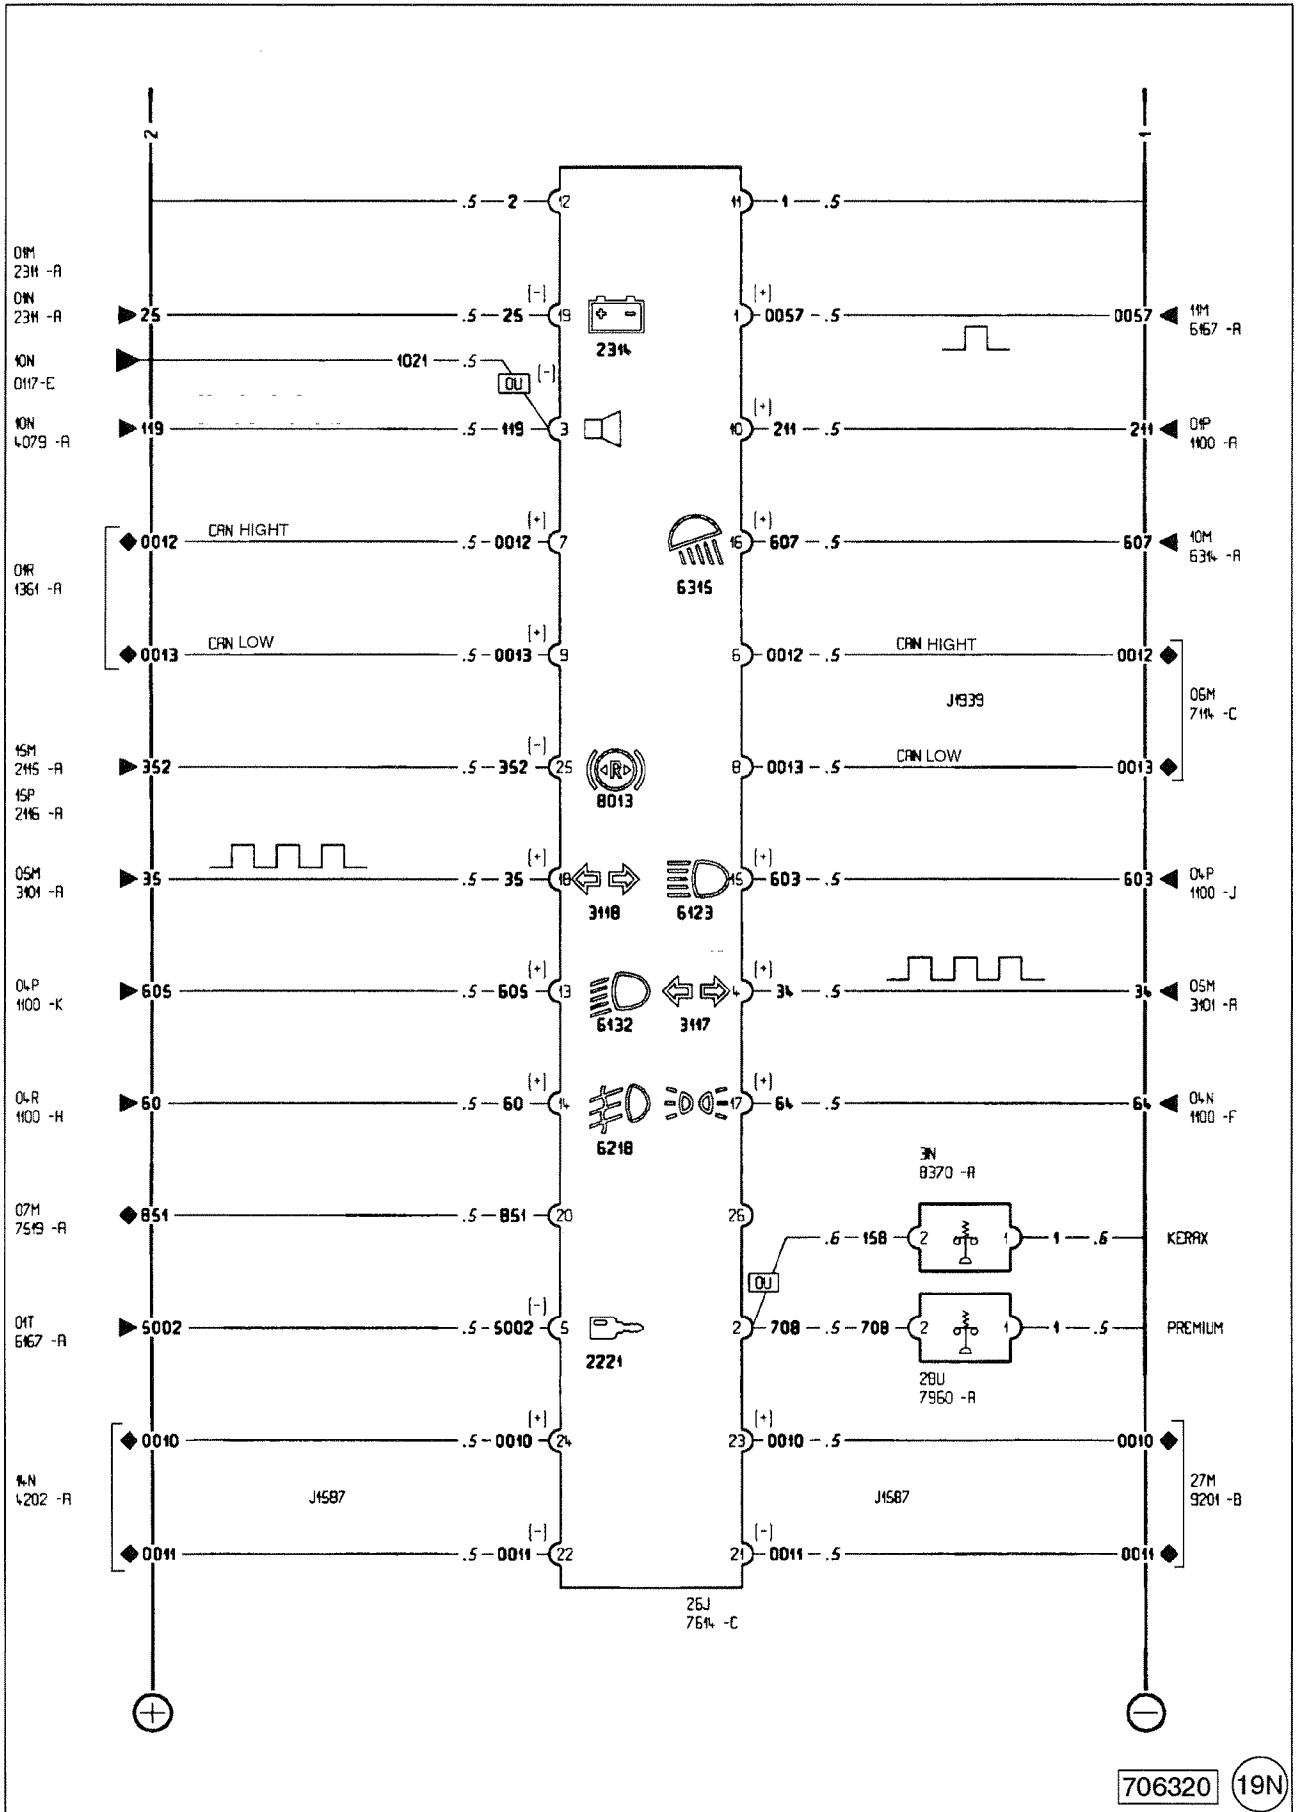 2
1
.5 2 12
11 1 .5
01M
2311 -A
01N
2311 -A
25 .5 25 (-) 19
2314
1 (+) 0057 .5 0057
11M
6167 -A
10N
0117-E
1021 .5
OU (-)
10N
4079 -A
119 .5 119 3
10 (+) 211 .5 211
01P
1100 -A
01R
1361 -A
0012 CAN HIGHT .5 0012 (+) 7
6315
16 (+) 607 .5 607
10M
6314 -A
0013 CAN LOW .5 0013 (+) 9
6 0012 .5 CAN HIGHT 0012
J1939
06M
7114 -C
15M
2115 -A
15P
2116 -A
352 .5 352 (-) 25
R
8013
8 0013 .5 CAN LOW 0013
05M
3101 -A
35 .5 35 (+) 18
3118
6123
15 (+) 603 .5 603
04P
1100 -J
04P
1100 -K
605 .5 605 (+) 13
6132
3117
4 (+) 34 .5 34
05M
3101 -A
04R
1100 -H
60 .5 60 (+) 14
6218
17 (+) 64 .5 64
04N
1100 -F
3N
8370 -A
07M
7519 -A
851 .5 851 20
26
.6 158 2 1 1 .6 KERAX
OU
01T
6167 -A
5002 .5 5002 (-) 5
2221
2 708 .5 708 2 1 1 .5 PREMIUM
28U
7960 -A
0010 .5 0010 (+) 24
23 (+) 0010 .5 0010
14N
4202 -A
J1587
J1587
27M
9201 -B
0011 .5 0011 (-) 22
21 (-) 0011 .5 0011
26J
7614 -C
706320 19N